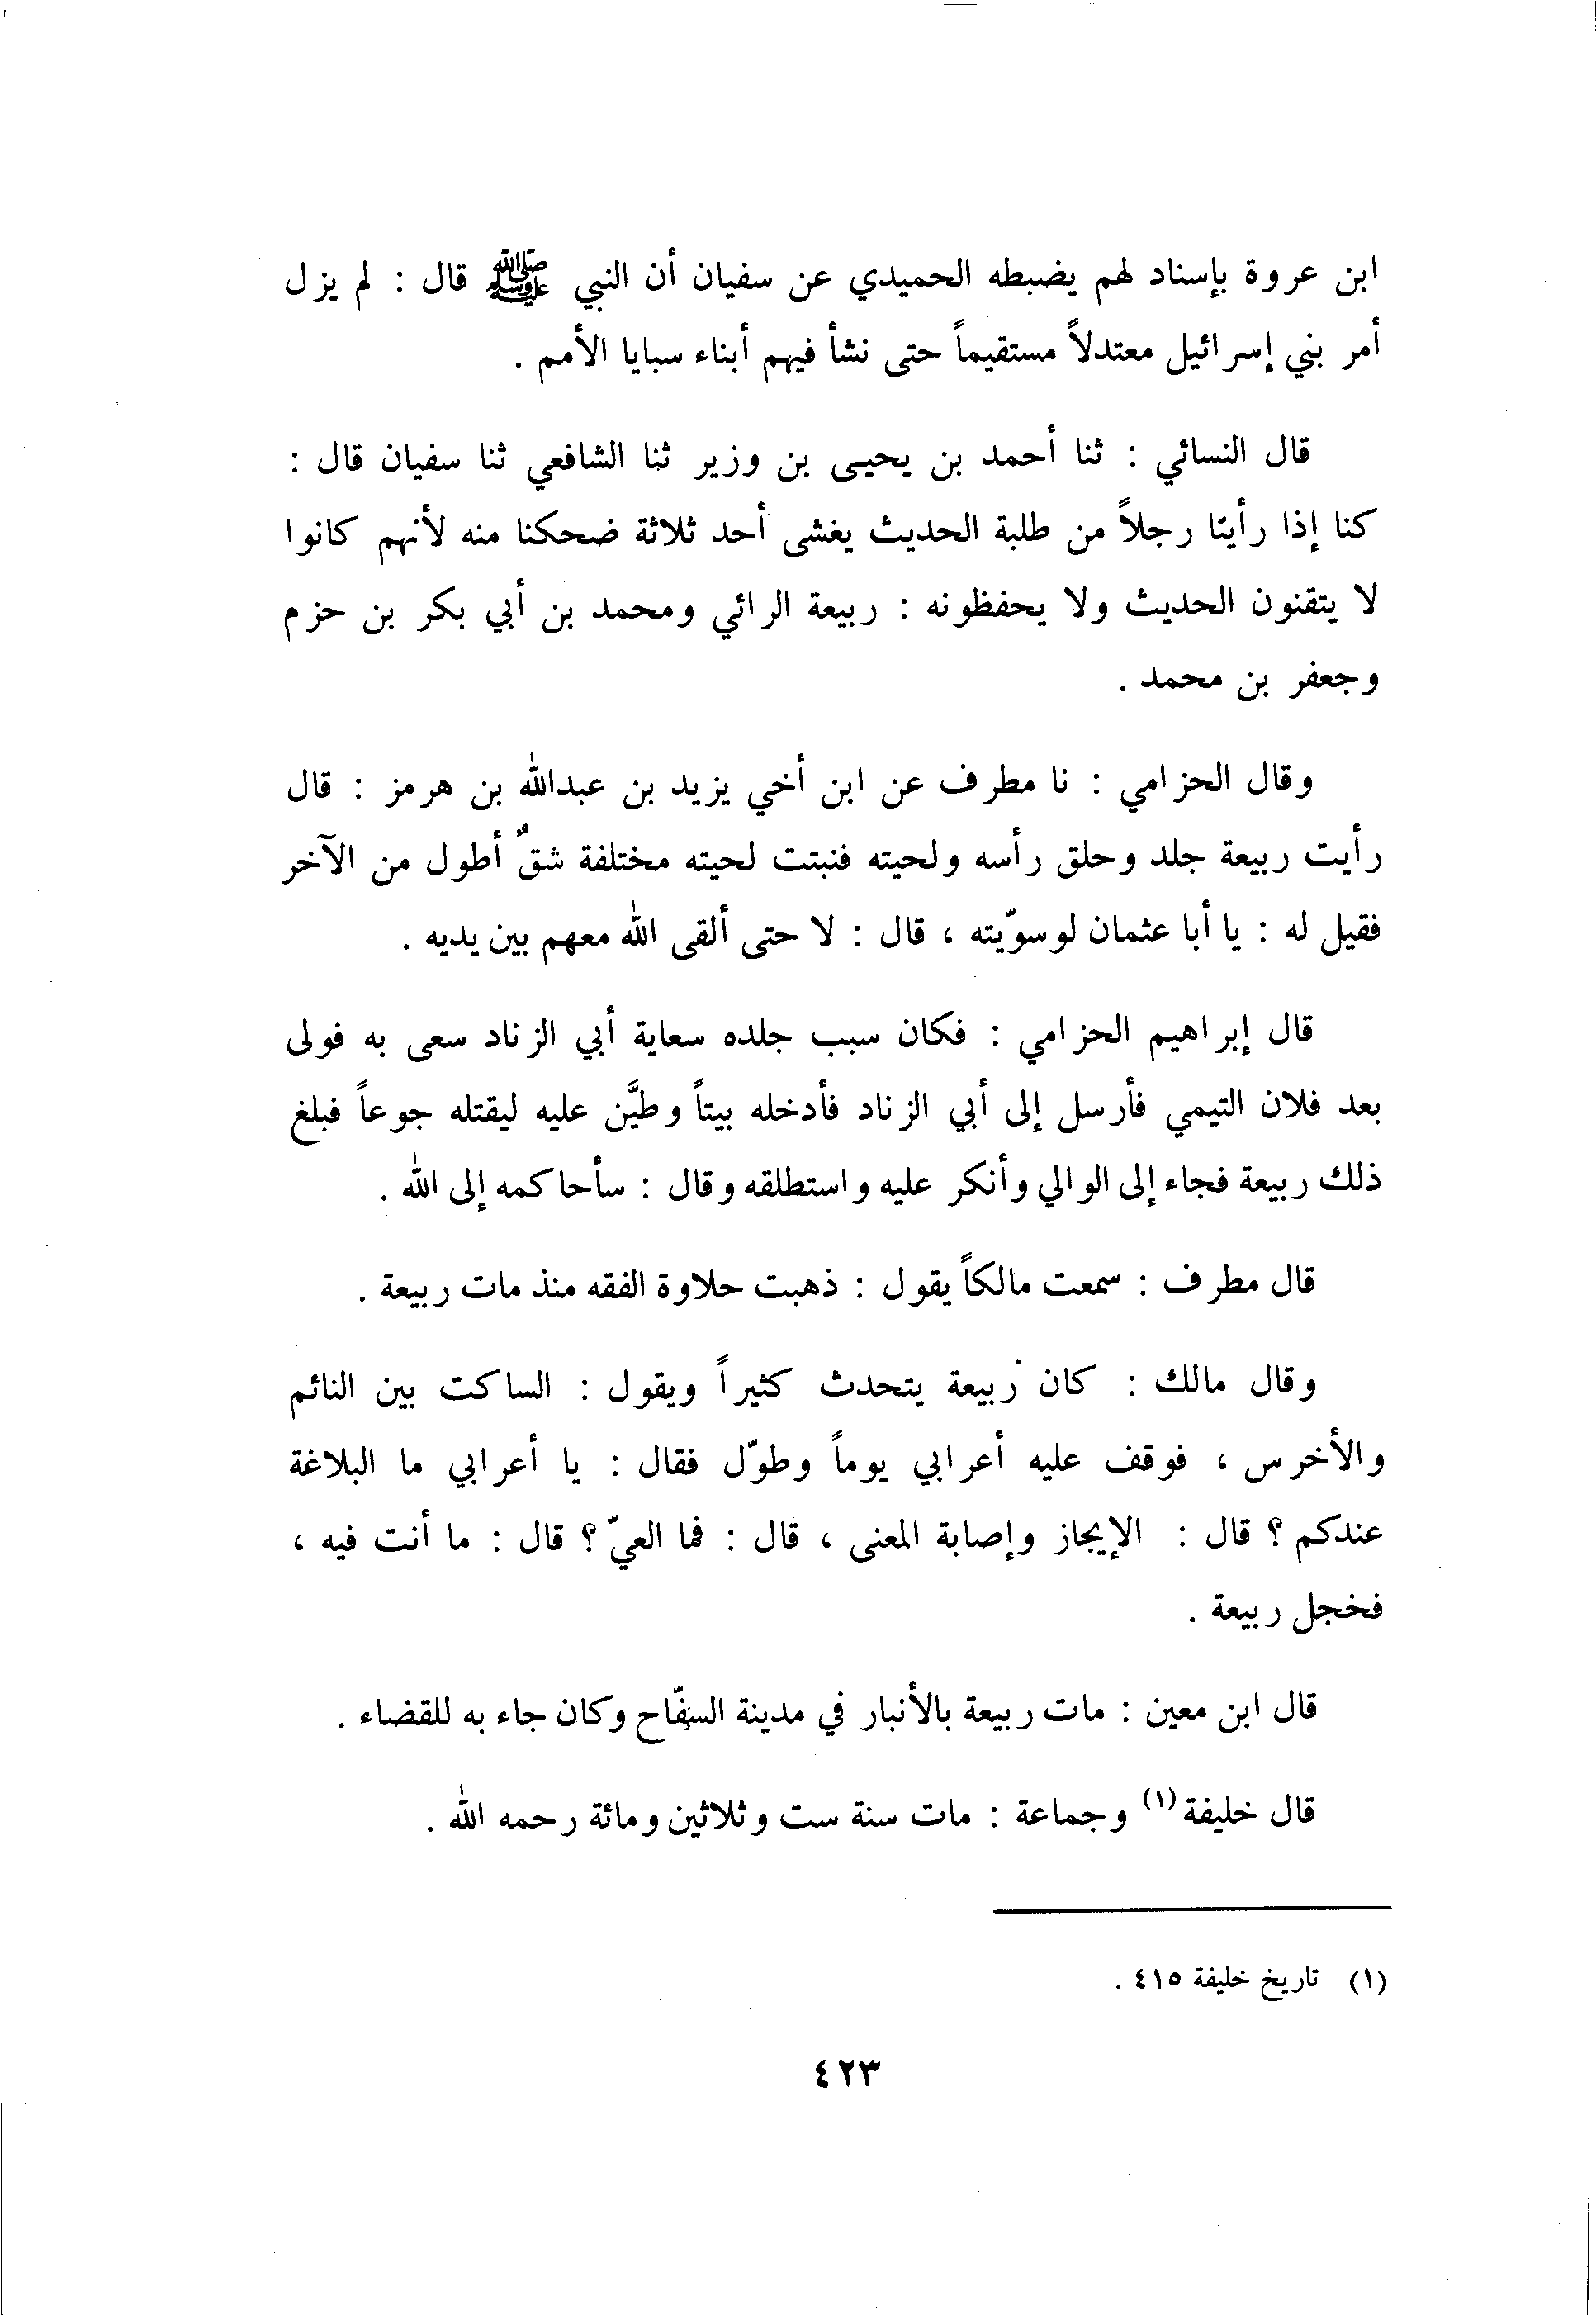 ابن عروة بإسناد لهم يضبطه الحميدي عن سفيان أن النبي ﷺ قال : لم يزل
أمر بني إسرائيل معتدلاً مستقيماً حتى نشأ فيهم أبناء سبايا الأمم .
قال النسائي : ثنا أحمد بن يحيى بن وزير ثنا الشافعي ثنا سفيان قال :
كنا إذا رأينا رجلاً من طلبة الحديث يغشى أحد ثلاثة ضحكنا منه لأنهم كانوا
لا يتقنون الحديث ولا يحفظونه : ربيعة الرائي ومحمد بن أبي بكر بن حزم
وجعفر بن محمد .
وقال الحزامي : نا مطرف عن ابن أخي يزيد بن عبدالله بن هرمز : قال
رأيت ربيعة جلد وحلق رأسه ولحيته فنبتت لحيته مختلفة شقٌ أطول من الآخر
فقيل له : يا أبا عثمان لو سوّيته ، قال : لا حتى ألقى الله معهم بين يديه .
قال إبراهيم الحزامي : فكان سبب جلده سعاية أبي الزناد سعى به فولى
بعد فلان التيمي فأرسل إلى أبي الزناد فأدخله بيتاً وطيَّن عليه ليقتله جوعاً فبلغ
ذلك ربيعة فجاء إلى الوالي وأنكر عليه واستطلقه وقال : سأحاكمه إلى الله .
قال مطرف : سمعت مالكاً يقول : ذهبت حلاوة الفقه منذ مات ربيعة .
وقال مالك : كان ربيعة يتحدث كثيراً ويقول : الساكت بين النائم
والأخرس ، فوقف عليه أعرابي يوماً وطوّل فقال : يا أعرابي ما البلاغة
عندكم ؟ قال : الإيجاز وإصابة المعنى ، قال : فما العيّ ؟ قال : ما أنت فيه ،
فخجل ربيعة .
قال ابن معين : مات ربيعة بالأنبار في مدينة السفّاح وكان جاء به للقضاء .
قال خليفة (١) وجماعة : مات سنة ست وثلاثين ومائة رحمه الله .
(١) تاريخ خليفة ٤١٥ .
٤٢٣